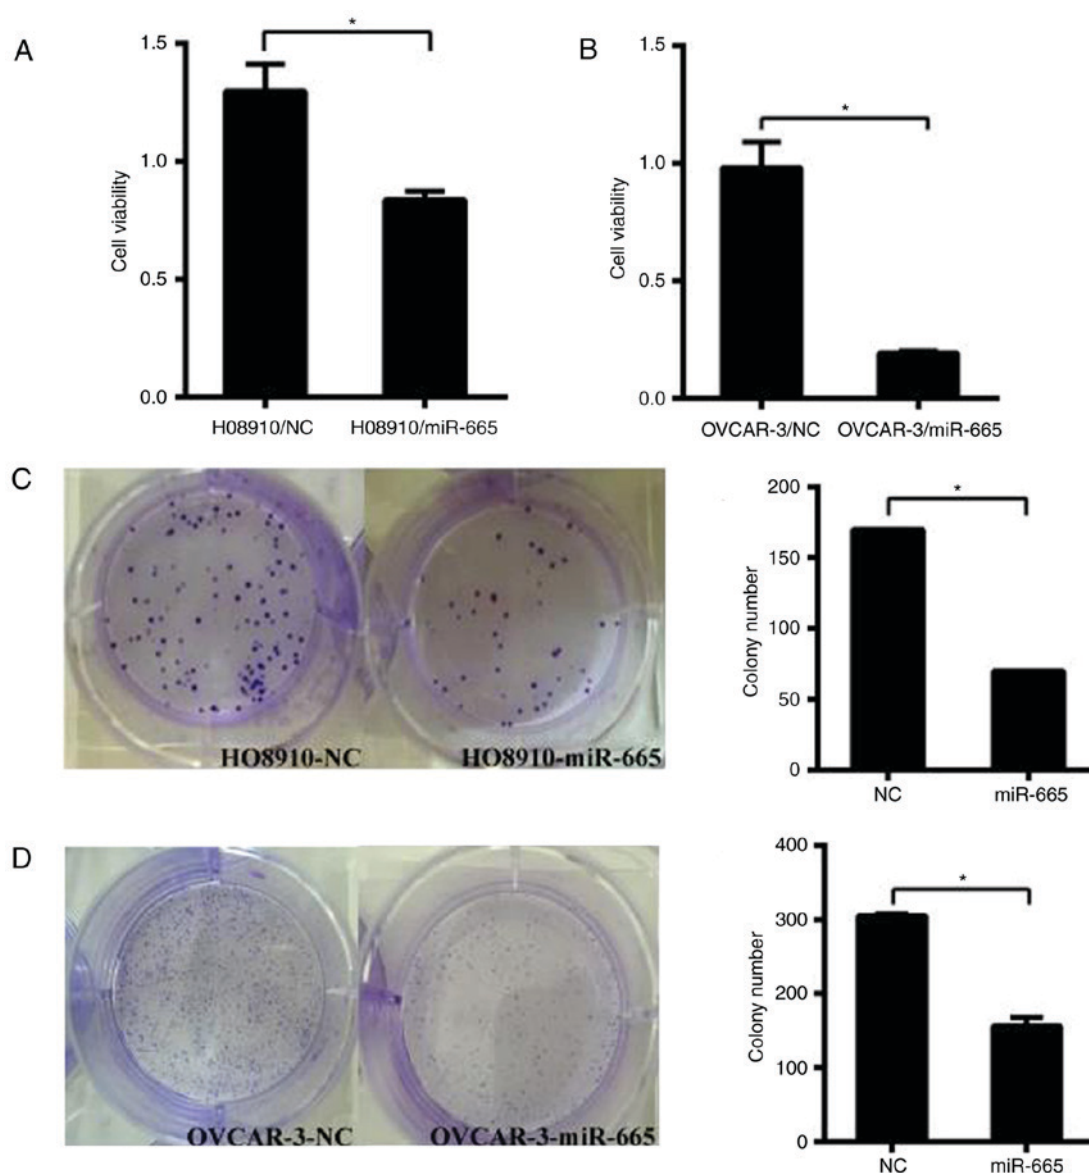 A
Cell viability
1.5
1.0
0.5
0.0
*
H08910/NC
H08910/miR-665
B
Cell viability
1.5
1.0
0.5
0.0
*
OVCAR-3/NC
OVCAR-3/miR-665
C
HO8910-NC
HO8910-miR-665
Colony number
200
150
100
50
0
*
NC
miR-665
D
OVCAR-3-NC
OVCAR-3-miR-665
Colony number
400
300
200
100
0
*
NC
miR-665